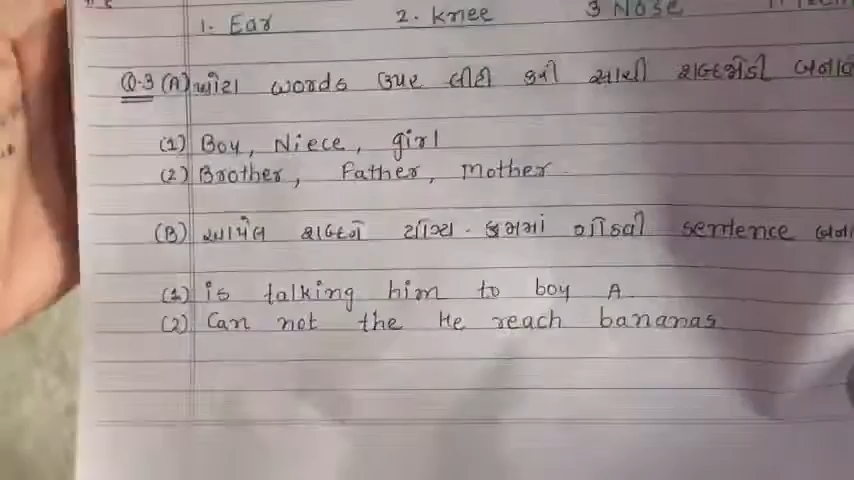 1. Ear 2. knee 3 Nose
Q.3 (A) ખોટા words ઉપર લીટી કરી સાચી શબ્દજોડી બનાવ
(1) Boy, Niece, girl
(2) Brother, Father, Mother
(B) આપેલ શબ્દને યોગ્ય ક્રમમાં ગોઠવી sentence બના
(1) is talking him to boy A
(2) Can not the He reach bananas